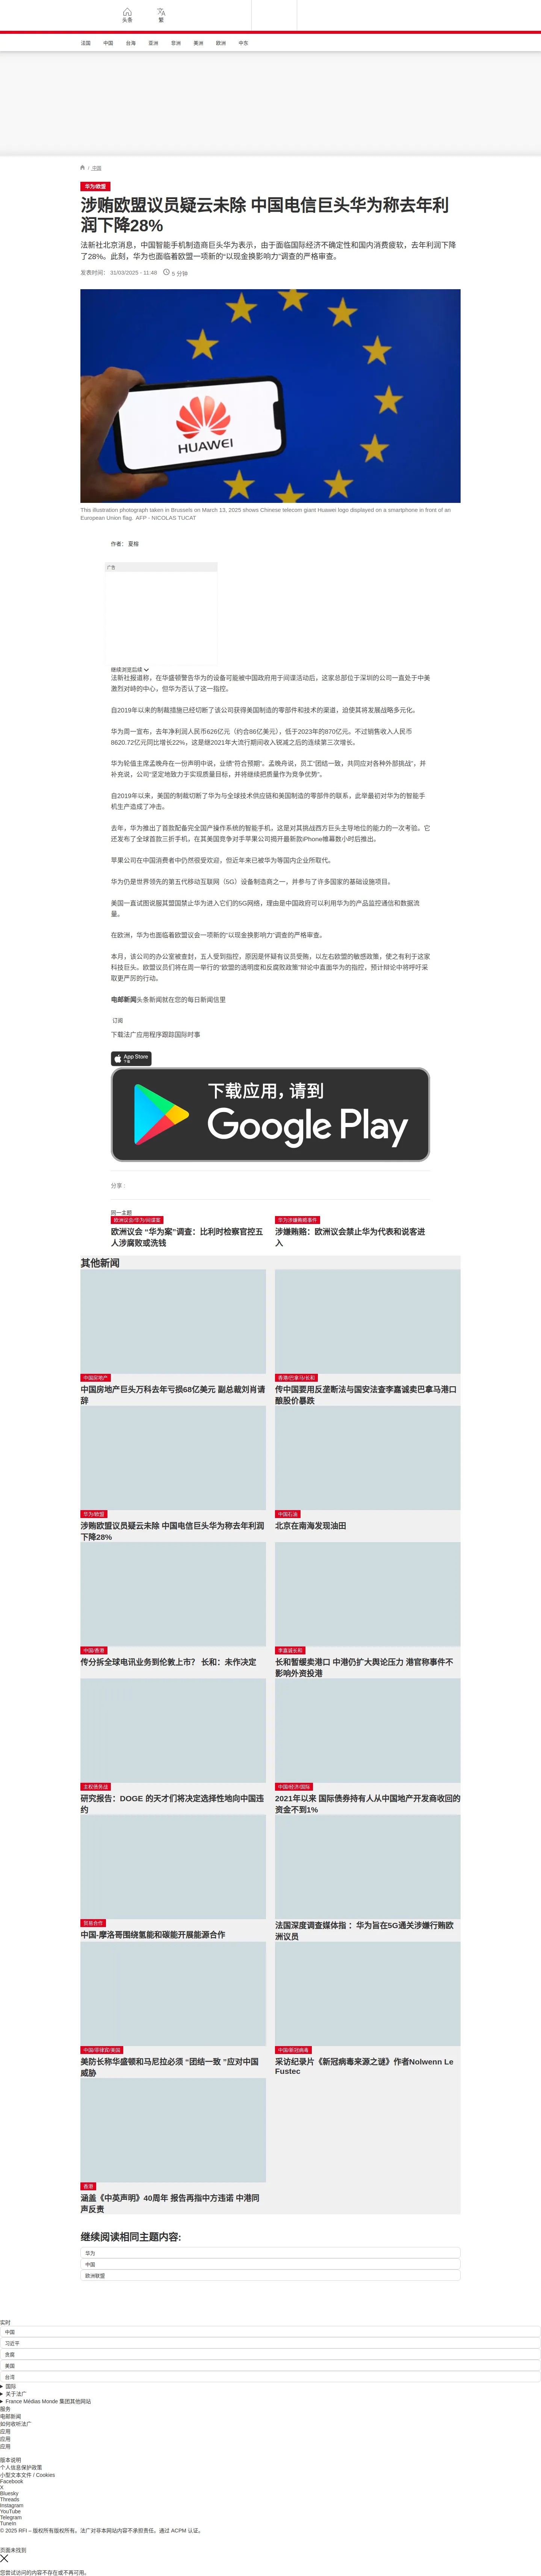 头条
繁
法国
中国
台海
亚洲
非洲
美洲
欧洲
中东
/ 中国
华为/欧盟
涉贿欧盟议员疑云未除 中国电信巨头华为称去年利
润下降28%
法新社北京消息，中国智能手机制造商巨头华为表示，由于面临国际经济不确定性和国内消费疲软，去年利润下降
了28%。此刻，华为也面临着欧盟一项新的“以现金换影响力”调查的严格审查。
发表时间： 31/03/2025 - 11:48 5 分钟
HUAWEI
This illustration photograph taken in Brussels on March 13, 2025 shows Chinese telecom giant Huawei logo displayed on a smartphone in front of an
European Union flag. AFP - NICOLAS TUCAT
作者： 夏榕
广告
继续浏览后续
法新社报道称，在华盛顿警告华为的设备可能被中国政府用于间谍活动后，这家总部位于深圳的公司一直处于中美
激烈对峙的中心，但华为否认了这一指控。
自2019年以来的制裁措施已经切断了该公司获得美国制造的零部件和技术的渠道，迫使其将发展战略多元化。
华为周一宣布，去年净利润人民币626亿元（约合86亿美元），低于2023年的870亿元。不过销售收入人民币
8620.72亿元同比增长22%，这是继2021年大流行期间收入锐减之后的连续第三次增长。
华为轮值主席孟晚舟在一份声明中说，业绩“符合预期”。孟晚舟说，员工“团结一致，共同应对各种外部挑战”，并
补充说，公司“坚定地致力于实现质量目标，并将继续把质量作为竞争优势”。
自2019年以来，美国的制裁切断了华为与全球技术供应链和美国制造的零部件的联系，此举最初对华为的智能手
机生产造成了冲击。
去年，华为推出了首款配备完全国产操作系统的智能手机，这是对其挑战西方巨头主导地位的能力的一次考验。它
还发布了全球首款三折手机，在其美国竞争对手苹果公司揭开最新款iPhone帷幕数小时后推出。
苹果公司在中国消费者中仍然很受欢迎，但近年来已被华为等国内企业所取代。
华为仍是世界领先的第五代移动互联网（5G）设备制造商之一，并参与了许多国家的基础设施项目。
美国一直试图说服其盟国禁止华为进入它们的5G网络，理由是中国政府可以利用华为的产品监控通信和数据流
量。
在欧洲，华为也面临着欧盟议会一项新的“以现金换影响力”调查的严格审查。
本月，该公司的办公室被查封，五人受到指控，原因是怀疑有议员受贿，以左右欧盟的敏感政策，使之有利于这家
科技巨头。欧盟议员们将在周一举行的“欧盟的透明度和反腐败政策”辩论中直面华为的指控，预计辩论中将呼吁采
取更严厉的行动。
电邮新闻头条新闻就在您的每日新闻信里
订阅
下载法广应用程序跟踪国际时事
App Store
下载
下载应用，请到
Google Play
分享 :
同一主题
欧洲议会/华为/间谍案
欧洲议会 “华为案”调查：比利时检察官控五
人涉腐败或洗钱
华为涉嫌贿赂事件
涉嫌贿赂：欧洲议会禁止华为代表和说客进
入
其他新闻
中国房地产
中国房地产巨头万科去年亏损68亿美元 副总裁刘肖请
辞
香港/巴拿马/长和
传中国要用反垄断法与国安法查李嘉诚卖巴拿马港口
酿股价暴跌
华为/欧盟
涉贿欧盟议员疑云未除 中国电信巨头华为称去年利润
下降28%
中国石油
北京在南海发现油田
中国/香港
传分拆全球电讯业务到伦敦上市？ 长和：未作决定
李嘉诚长和
长和暂缓卖港口 中港仍扩大舆论压力 港官称事件不
影响外资投港
主权债务战
研究报告：DOGE 的天才们将决定选择性地向中国违
约
中国/经济/国际
2021年以来 国际债券持有人从中国地产开发商收回的
资金不到1%
贸易合作
中国-摩洛哥围绕氢能和碳能开展能源合作
法国深度调查媒体指 ：华为旨在5G通关涉嫌行贿欧
洲议员
中国/菲律宾/美国
美防长称华盛顿和马尼拉必须 “团结一致 ”应对中国
威胁
中国/新冠病毒
采访纪录片《新冠病毒来源之谜》作者Nolwenn Le
Fustec
香港
涵盖《中英声明》40周年 报告再指中方违诺 中港同
声反责
继续阅读相同主题内容:
华为
中国
欧洲联盟
实时
中国
习近平
贪腐
美国
台湾
国际
关于法广
France Médias Monde 集团其他网站
服务
电邮新闻
如何收听法广
应用
应用
应用
版本说明
个人信息保护政策
小型文本文件 / Cookies
Facebook
X
Bluesky
Threads
Instagram
YouTube
Telegram
TuneIn
© 2025 RFI – 版权所有版权所有。法广对非本网站内容不承担责任。通过 ACPM 认证。
页面未找到
您尝试访问的内容不存在或不再可用。